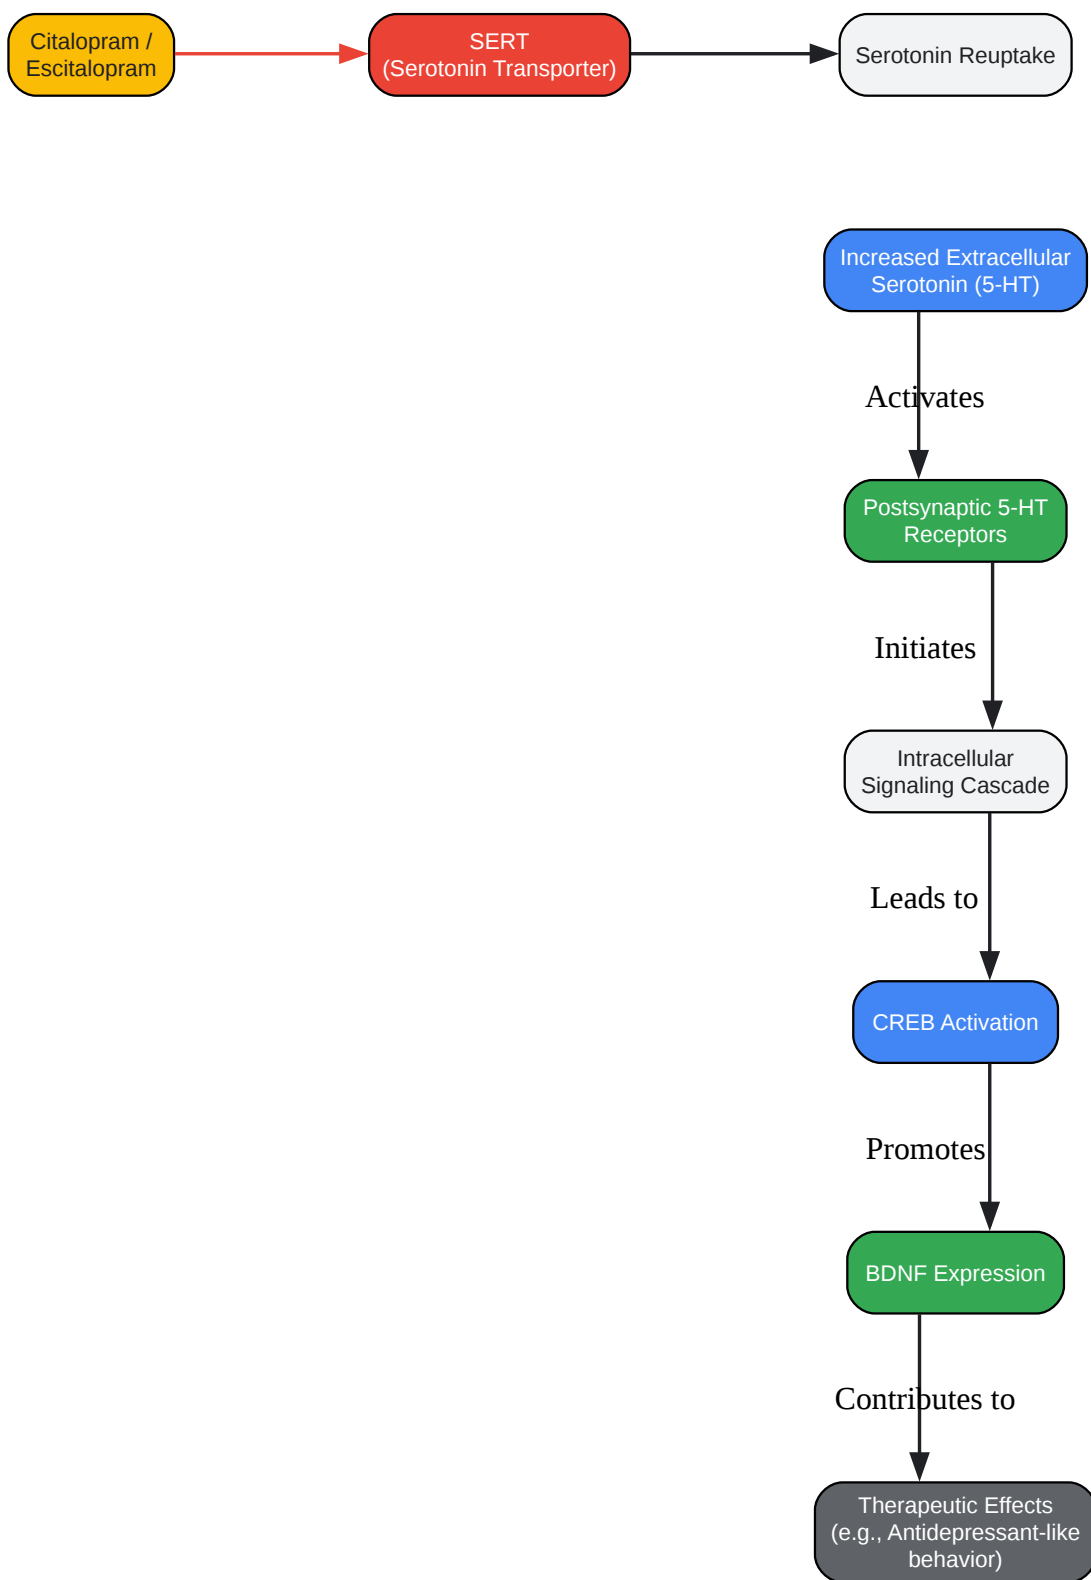 Citalopram /
Escitalopram
SERT
(Serotonin Transporter)
Serotonin Reuptake
Increased Extracellular
Serotonin (5-HT)
Activates
Postsynaptic 5-HT
Receptors
Initiates
Intracellular
Signaling Cascade
Leads to
CREB Activation
Promotes
BDNF Expression
Contributes to
Therapeutic Effects
(e.g., Antidepressant-like
behavior)